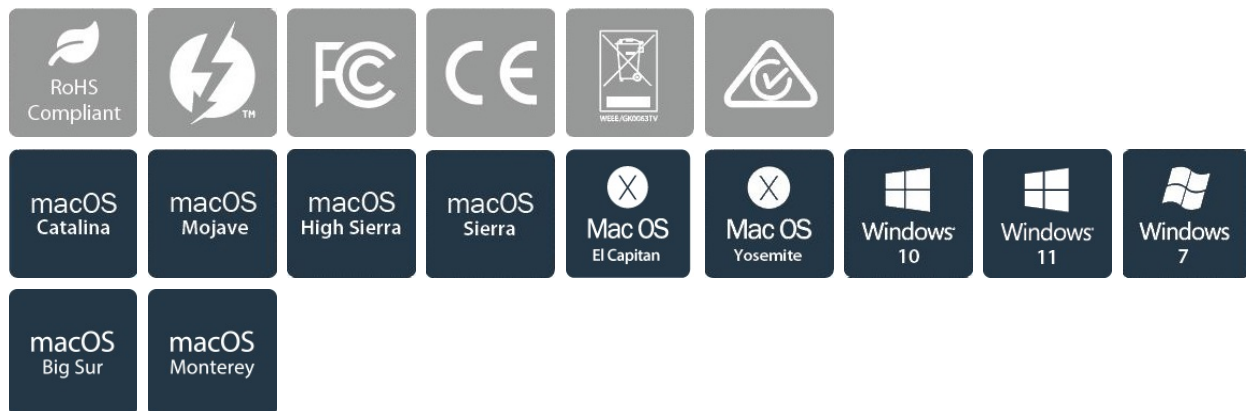 RoHS
Compliant
TM
FC
CE
WEEE/GK0063TV
macOS
Catalina
macOS
Mojave
macOS
High Sierra
macOS
Sierra
X
Mac OS
El Capitan
X
Mac OS
Yosemite
Windows
10
Windows
11
Windows
7
macOS
Big Sur
macOS
Monterey